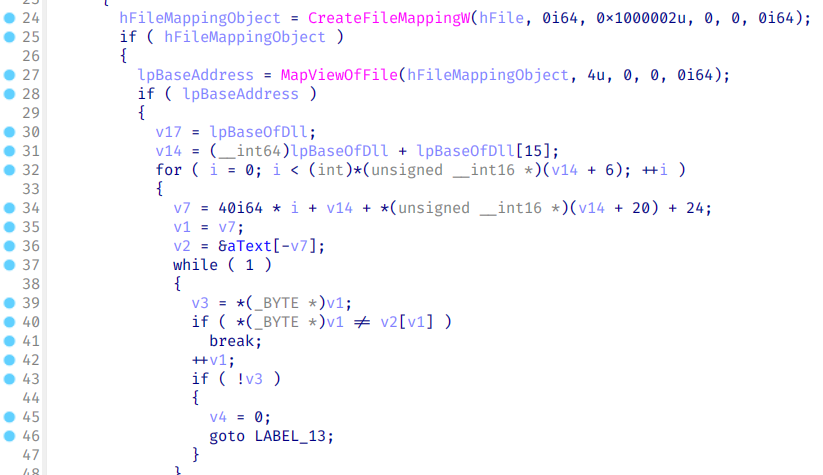 24 hFileMappingObject = CreateFileMappingW(hFile, 0i64, 0×1000002u, 0, 0, 0i64);
25 if ( hFileMappingObject )
26 {
27 lpBaseAddress = MapViewOfFile(hFileMappingObject, 4u, 0, 0, 0i64);
28 if ( lpBaseAddress )
29 {
30 v17 = lpBaseOfDll;
31 v14 = (__int64)lpBaseOfDll + lpBaseOfDll[15];
32 for ( i = 0; i < (int)*(unsigned __int16 *)(v14 + 6); ++i )
33 {
34 v7 = 40i64 * i + v14 + *(unsigned __int16 *)(v14 + 20) + 24;
35 v1 = v7;
36 v2 = &aText[-v7];
37 while ( 1 )
38 {
39 v3 = *(_BYTE *)v1;
40 if ( *(_BYTE *)v1 ≠ v2[v1] )
41 break;
42 ++v1;
43 if ( !v3 )
44 {
45 v4 = 0;
46 goto LABEL_13;
47 }
48 }